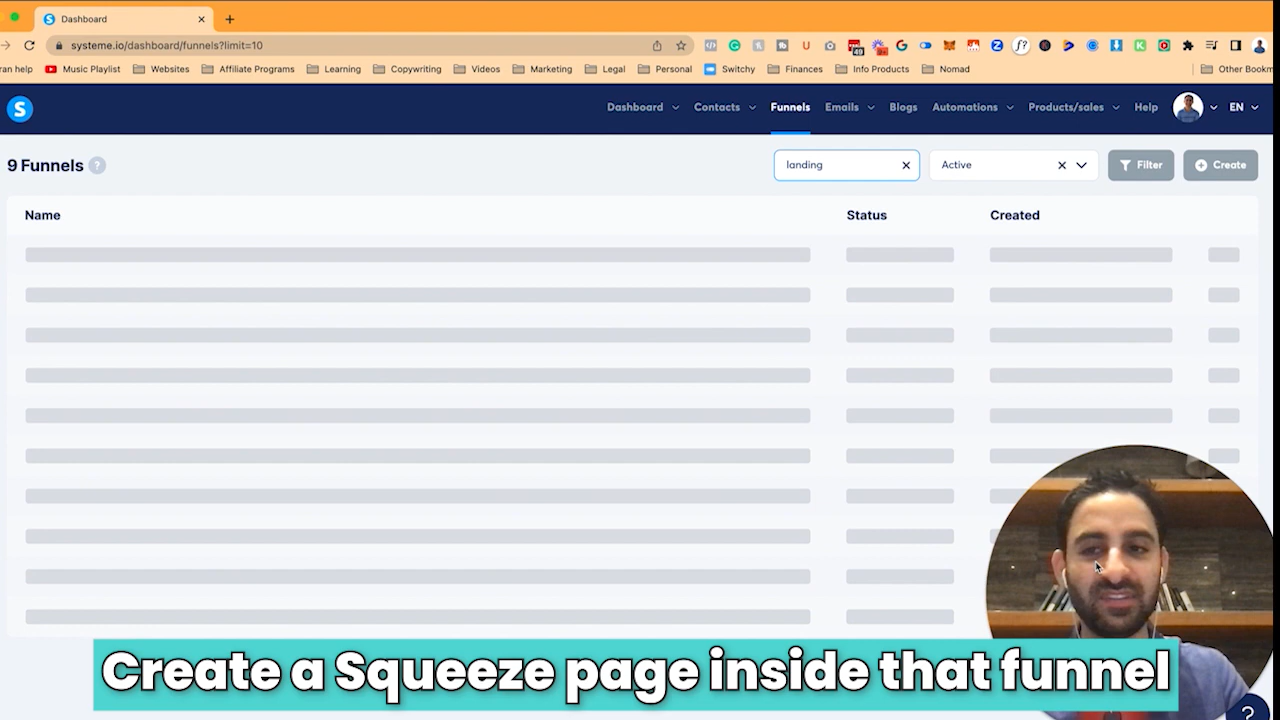 Dashboard
systeme.io/dashboard/funnels?limit=10
ran help Music Playlist Websites Affiliate Programs Learning Copywriting Videos Marketing Legal Personal Switchy Finances Info Products Nomad Other Bookm
Dashboard Contacts Funnels Emails Blogs Automations Products/sales Help EN
9 Funnels ?
landing Active Filter Create
Name Status Created
Create a Squeeze page inside that funnel
?